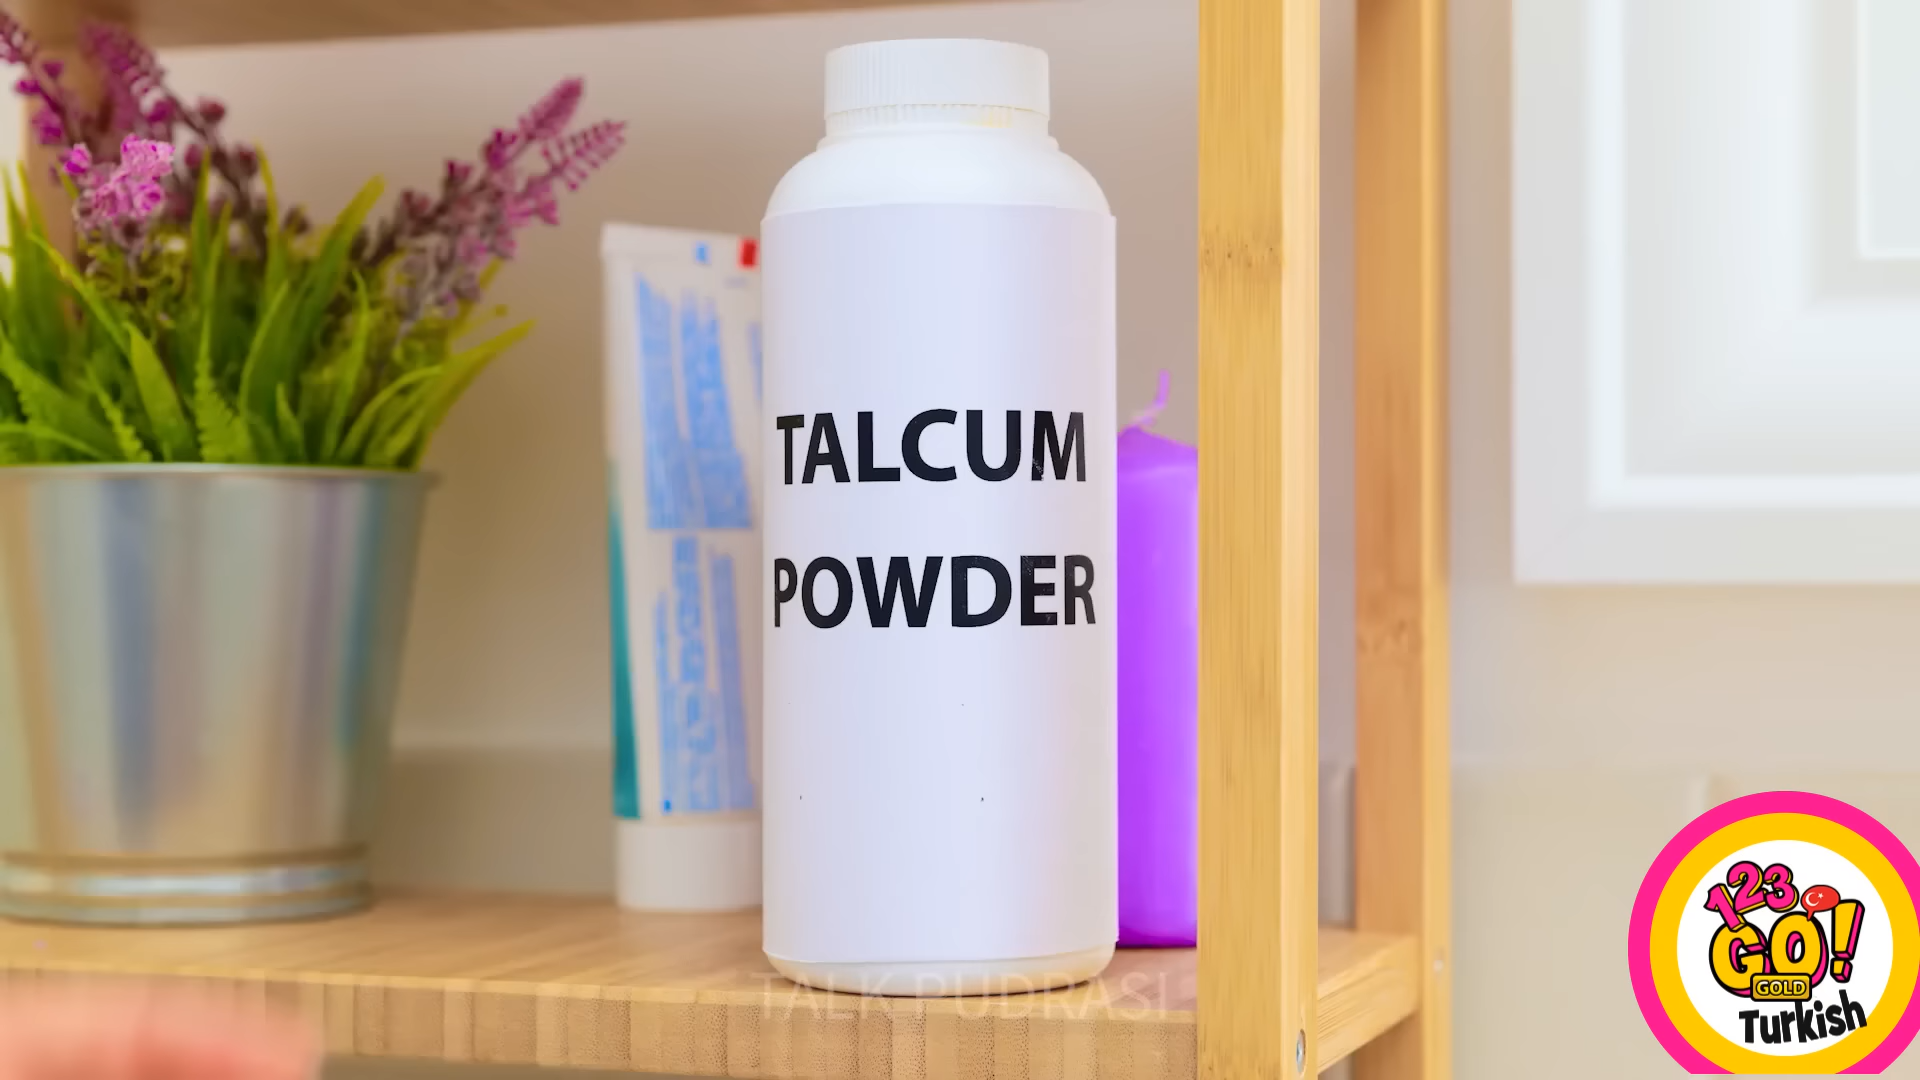 TALCUM
POWDER
TALK PUDRASI
123
GO!
GOLD
Turkish